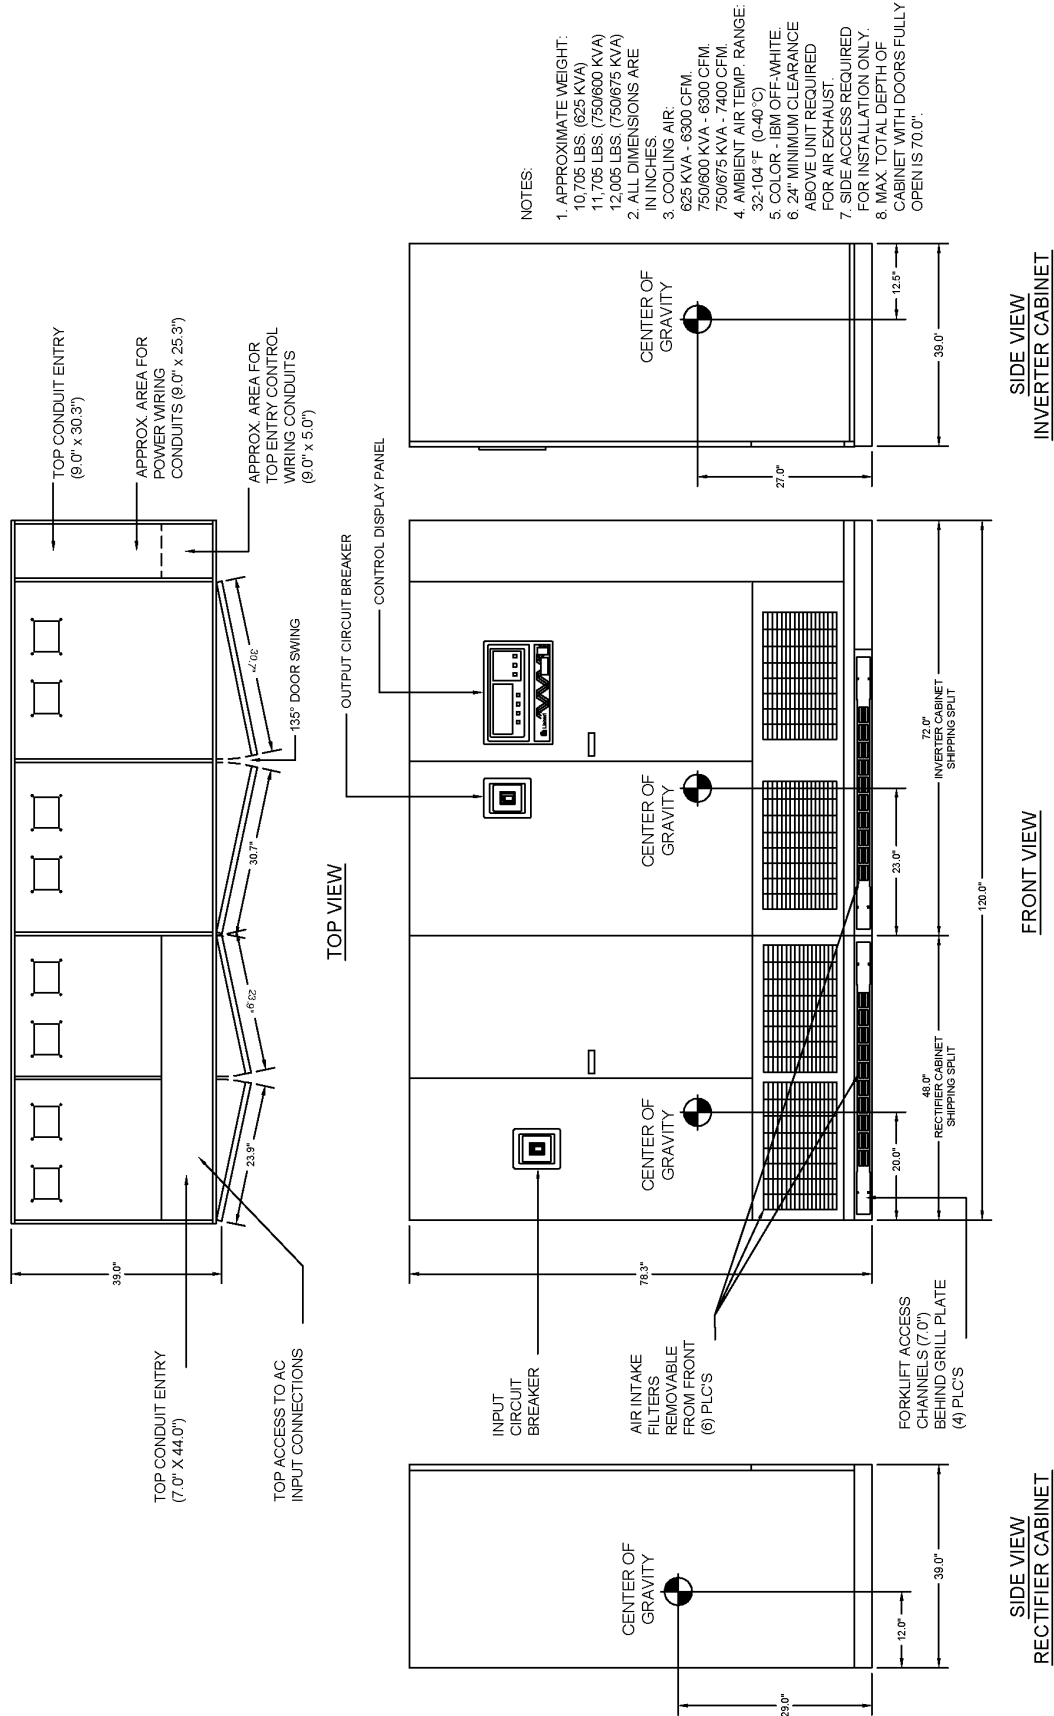 TOP CONDUIT ENTRY
(7.0" X 44.0")
TOP ACCESS TO AC
INPUT CONNECTIONS
39.0"
23.9"
23.9"
30.7"
30.7"
135° DOOR SWING
TOP CONDUIT ENTRY
(9.0" x 30.3")
APPROX. AREA FOR
POWER WIRING
CONDUITS (9.0" x 25.3")
APPROX. AREA FOR
TOP ENTRY CONTROL
WIRING CONDUITS
(9.0" x 5.0")
TOP VIEW
OUTPUT CIRCUIT BREAKER
CONTROL DISPLAY PANEL
INPUT
CIRCUIT
BREAKER
AIR INTAKE
FILTERS
REMOVABLE
FROM FRONT
(6) PLC'S
FORKLIFT ACCESS
CHANNELS (7.0")
BEHIND GRILL PLATE
(4) PLC'S
78.3"
CENTER OF
GRAVITY
CENTER OF
GRAVITY
20.0"
23.0"
48.0"
RECTIFIER CABINET
SHIPPING SPLIT
72.0"
INVERTER CABINET
SHIPPING SPLIT
120.0"
FRONT VIEW
CENTER OF
GRAVITY
29.0"
12.0"
39.0"
SIDE VIEW
RECTIFIER CABINET
CENTER OF
GRAVITY
27.0"
12.5"
39.0'
SIDE VIEW
INVERTER CABINET
NOTES:
1. APPROXIMATE WEIGHT:
10,705 LBS. (625 KVA)
11,705 LBS. (750/600 KVA)
12,005 LBS. (750/675 KVA)
2. ALL DIMENSIONS ARE
IN INCHES.
3. COOLING AIR:
625 KVA - 6300 CFM.
750/600 KVA - 6300 CFM.
750/675 KVA - 7400 CFM.
4. AMBIENT AIR TEMP. RANGE:
32-104°F (0-40°C)
5. COLOR - IBM OFF-WHITE.
6. 24" MINIMUM CLEARANCE
ABOVE UNIT REQUIRED
FOR AIR EXHAUST.
7. SIDE ACCESS REQUIRED
FOR INSTALLATION ONLY.
8. MAX. TOTAL DEPTH OF
CABINET WITH DOORS FULLY
OPEN IS 70.0".